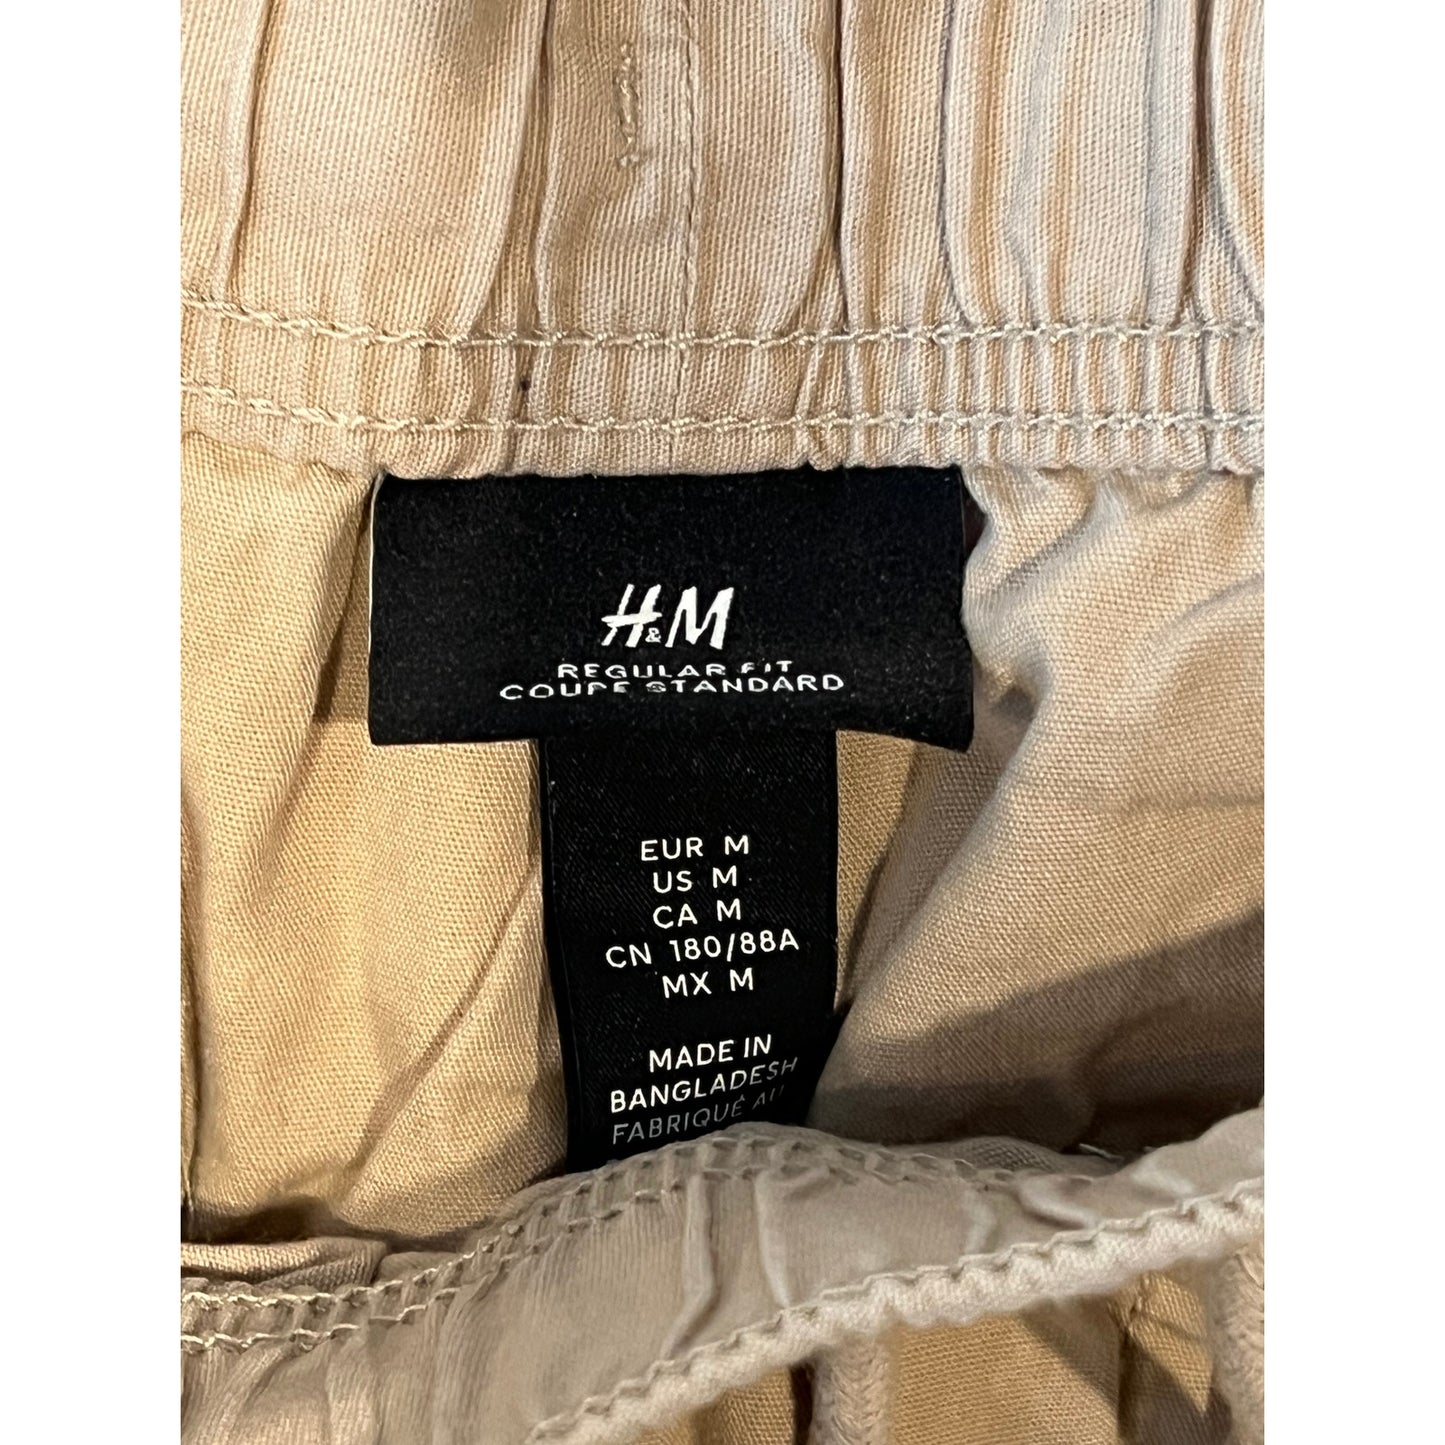 H&M
REGULAR FIT
COUPE STANDARD
EUR M
US M
CA M
CN 180/88A
MX M
MADE IN
BANGLADESH
FABRIQUÉ AU